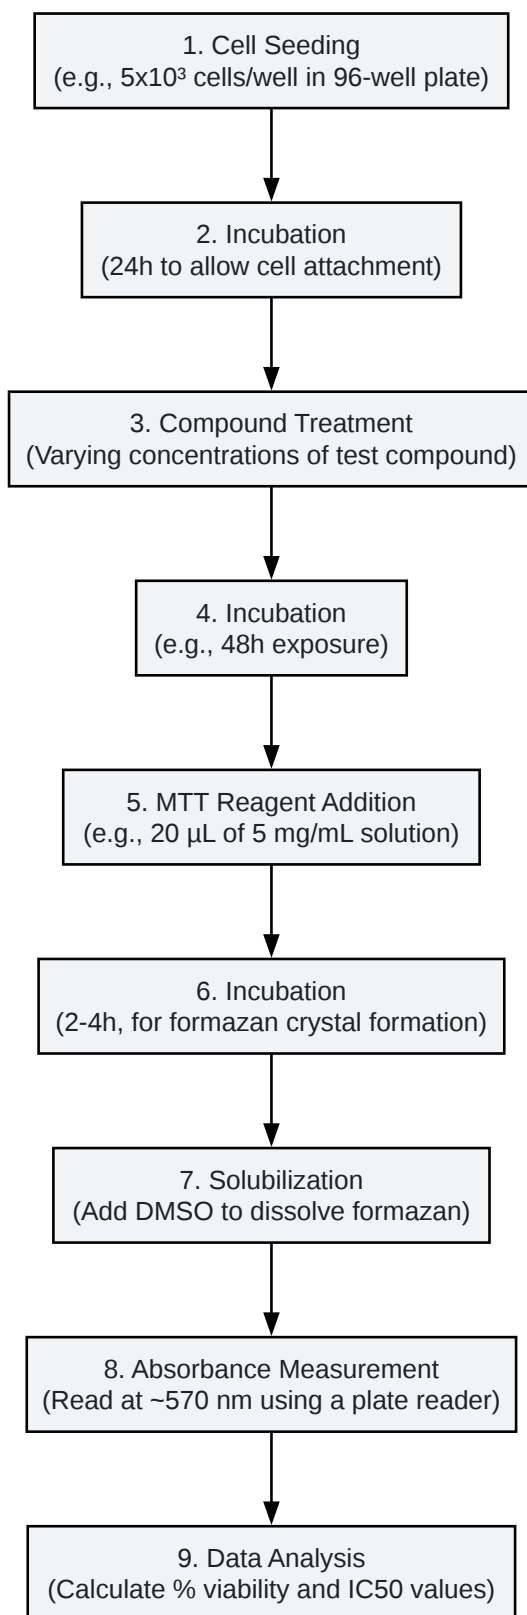 1. Cell Seeding
(e.g., 5x10³ cells/well in 96-well plate)
2. Incubation
(24h to allow cell attachment)
3. Compound Treatment
(Varying concentrations of test compound)
4. Incubation
(e.g., 48h exposure)
5. MTT Reagent Addition
(e.g., 20 µL of 5 mg/mL solution)
6. Incubation
(2-4h, for formazan crystal formation)
7. Solubilization
(Add DMSO to dissolve formazan)
8. Absorbance Measurement
(Read at ~570 nm using a plate reader)
9. Data Analysis
(Calculate % viability and IC50 values)